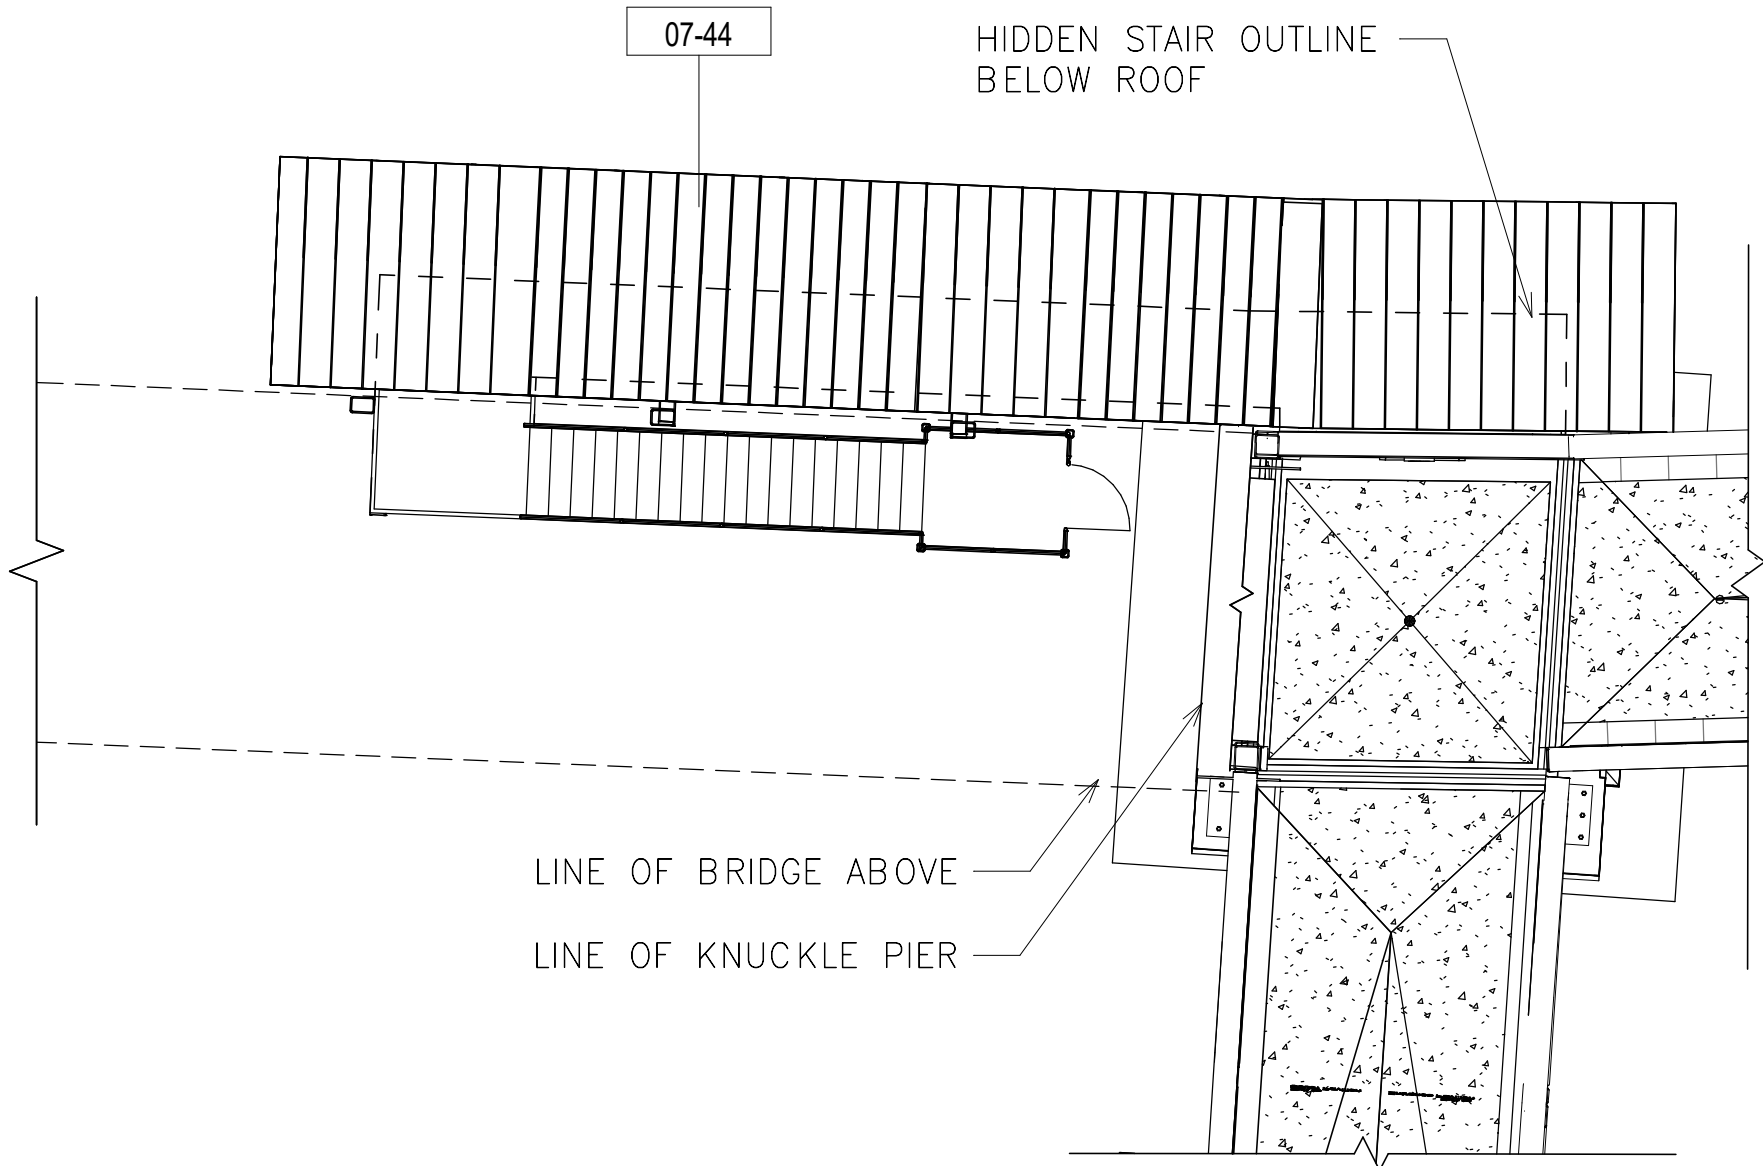 07-44
HIDDEN STAIR OUTLINE
BELOW ROOF
LINE OF BRIDGE ABOVE
LINE OF KNUCKLE PIER